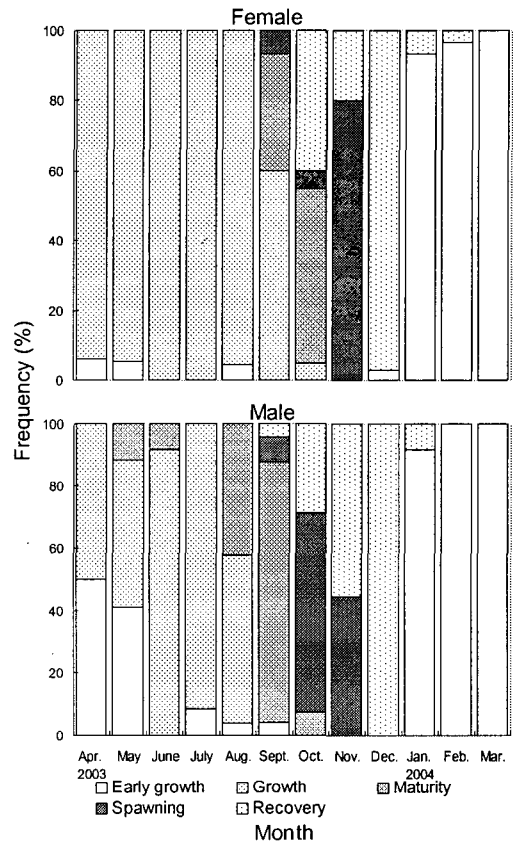 Female
100
80
60
40
20
0
Male
100
80
60
40
20
0
Frequency (%)
Apr. May June July Aug. Sept. Oct. Nov. Dec. Jan. Feb. Mar.
2003 2004
Early growth Growth Maturity
Spawning Recovery
Month